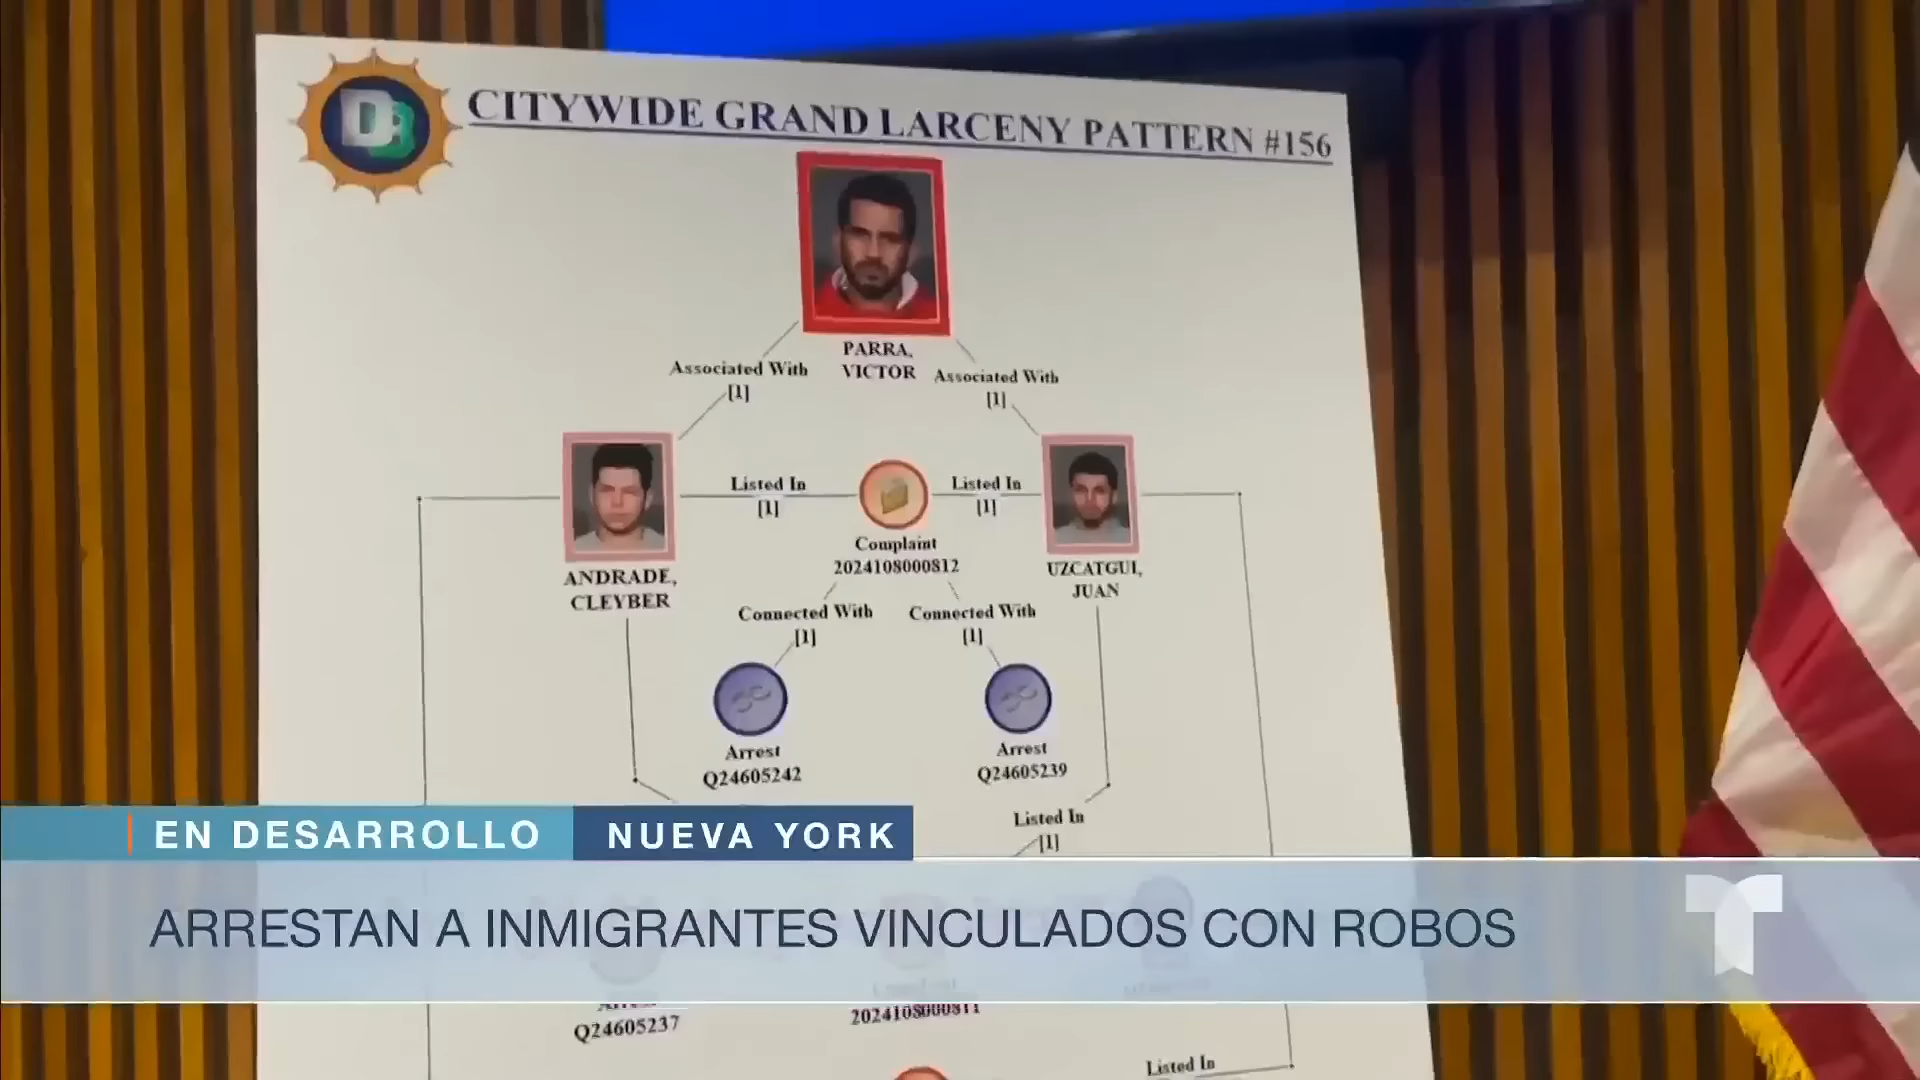 DB
CITYWIDE GRAND LARCENY PATTERN #156
PARRA,
VICTOR
Associated With
[1]
Associated With
[1]
ANDRADE,
CLEYBER
Listed In
[1]
Complaint
2024108000812
Listed In
[1]
UZCATGUI,
JUAN
Connected With
[1]
Connected With
[1]
Arrest
Q24605242
Arrest
Q24605239
Listed In
[1]
EN DESARROLLO
NUEVA YORK
ARRESTAN A INMIGRANTES VINCULADOS CON ROBOS
Q24605237
2024108000811
Listed In